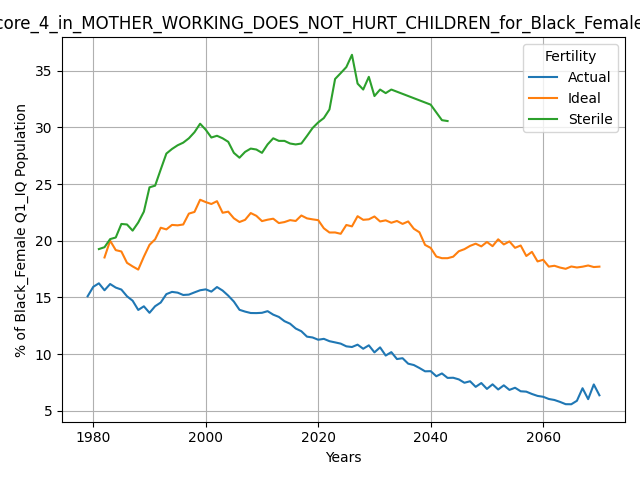 core_4_in_MOTHER_WORKING_DOES_NOT_HURT_CHILDREN_for_Black_Female
% of Black_Female Q1_IQ Population
35
30
25
20
15
10
5
Fertility
Actual
Ideal
Sterile
1980
2000
2020
2040
2060
Years